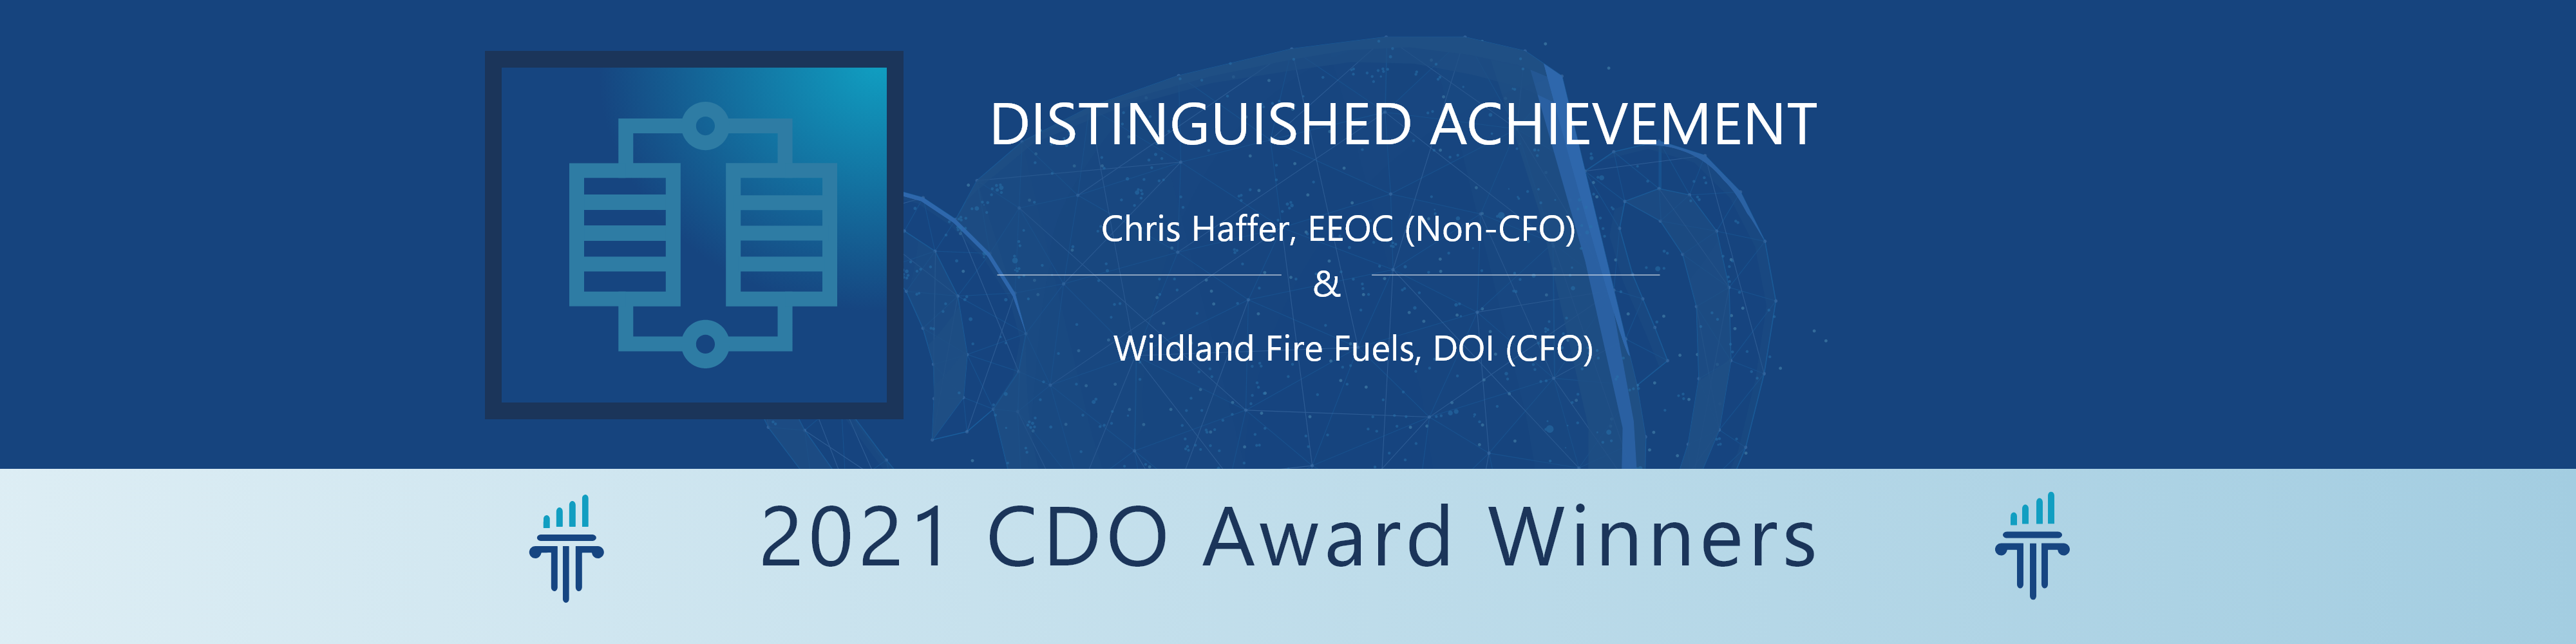 DISTINGUISHED ACHIEVEMENT
Chris Haffer, EEOC (Non-CFO)
&
Wildland Fire Fuels, DOI (CFO)
2021 CDO Award Winners